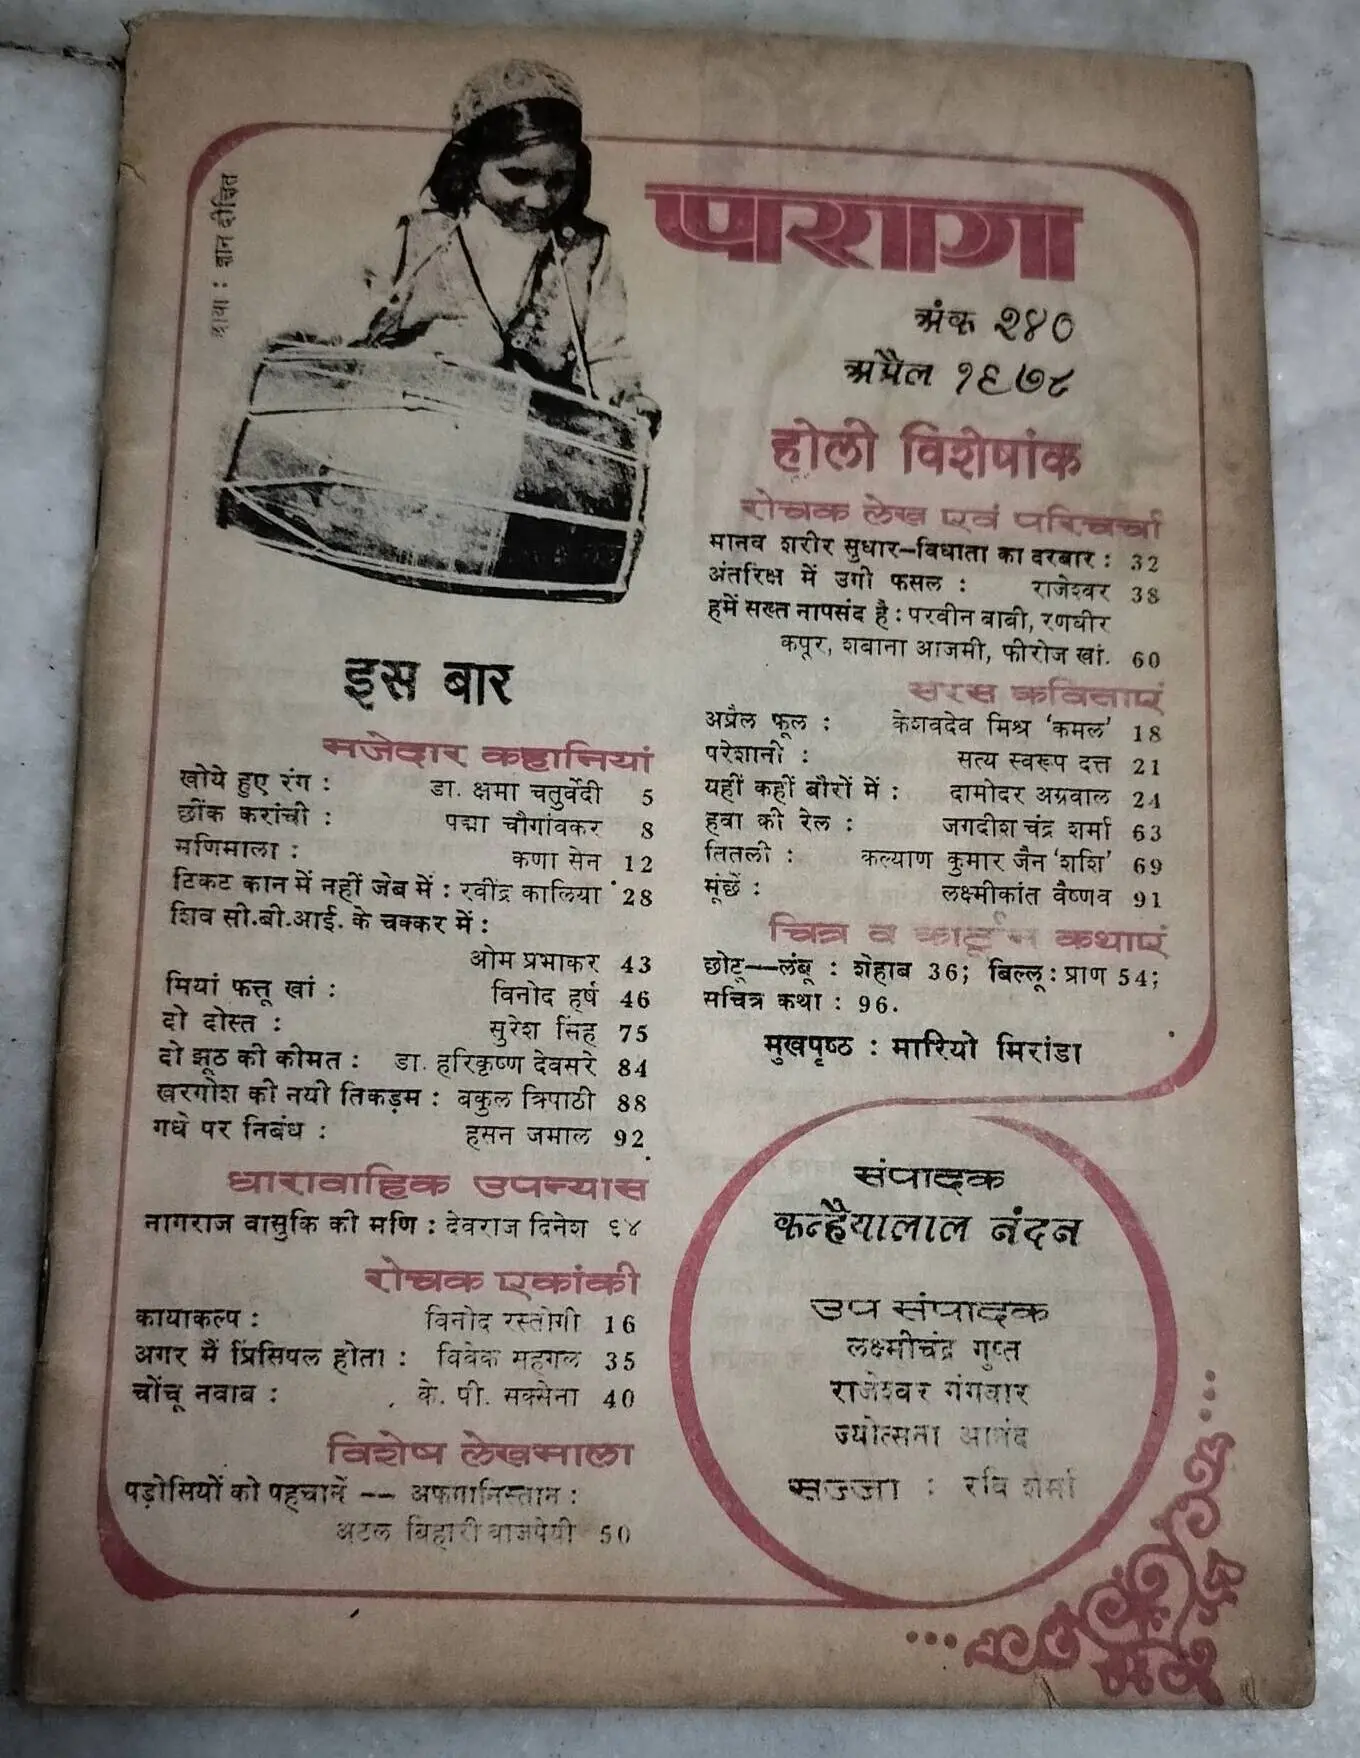 छाया : ज्ञान दीक्षित
पराग
अंक २४०
अप्रैल १९७८
होली विशेषांक
रोचक लेख एवं परिचर्चा
मानव शरीर सुधार-विधाता का दरबार : 32
अंतरिक्ष में उगी फसल : राजेश्वर 38
हमें सख्त नापसंद है : परवीन बाबी, रणधीर
कपूर, शबाना आजमी, फीरोज खां. 60
सरस कविताएं
अप्रैल फूल : केशवदेव मिश्र 'कमल' 18
परेशानी : सत्य स्वरूप दत्त 21
यहीं कहीं बौरों में : दामोदर अग्रवाल 24
हवा की रेल : जगदीश चंद्र शर्मा 63
तितली : कल्याण कुमार जैन 'शशि' 69
मूंछें : लक्ष्मीकांत वैष्णव 91
चित्र व कार्टून कथाएं
छोटू—लंबू : शेहाब 36; बिल्लू : प्राण 54;
सचित्र कथा : 96.
मुखपृष्ठ : मारियो मिरांडा
इस बार
मजेदार कहानियां
खोये हुए रंग : डा. क्षमा चतुर्वेदी 5
छींक करांची : पद्मा चौगांवकर 8
मणिमाला : कणा सेन 12
टिकट कान में नहीं जेब में : रवींद्र कालिया 28
शिव सी.बी.आई. के चक्कर में :
ओम प्रभाकर 43
मियां फत्तू खां : विनोद हर्ष 46
दो दोस्त : सुरेश सिंह 75
दो झूठ की कीमत : डा. हरिकृष्ण देवसरे 84
खरगोश की नयी तिकड़म : बकुल त्रिपाठी 88
गधे पर निबंध : हसन जमाल 92
धारावाहिक उपन्यास
नागराज वासुकि की मणि : देवराज दिनेश ६४
रोचक एकांकी
कायाकल्प : विनोद रस्तोगी 16
अगर मैं प्रिंसिपल होता : विवेक सहगल 35
चोंचू नवाब : के. पी. सक्सेना 40
विशेष लेखमाला
पड़ोसियों को पहचानें -- अफगानिस्तान :
अटल बिहारी वाजपेयी 50
संपादक
कन्हैयालाल नंदन
उप संपादक
लक्ष्मीचंद्र गुप्त
राजेश्वर गंगवार
ज्योत्सना आनंद
सज्जा : रवि शर्मा